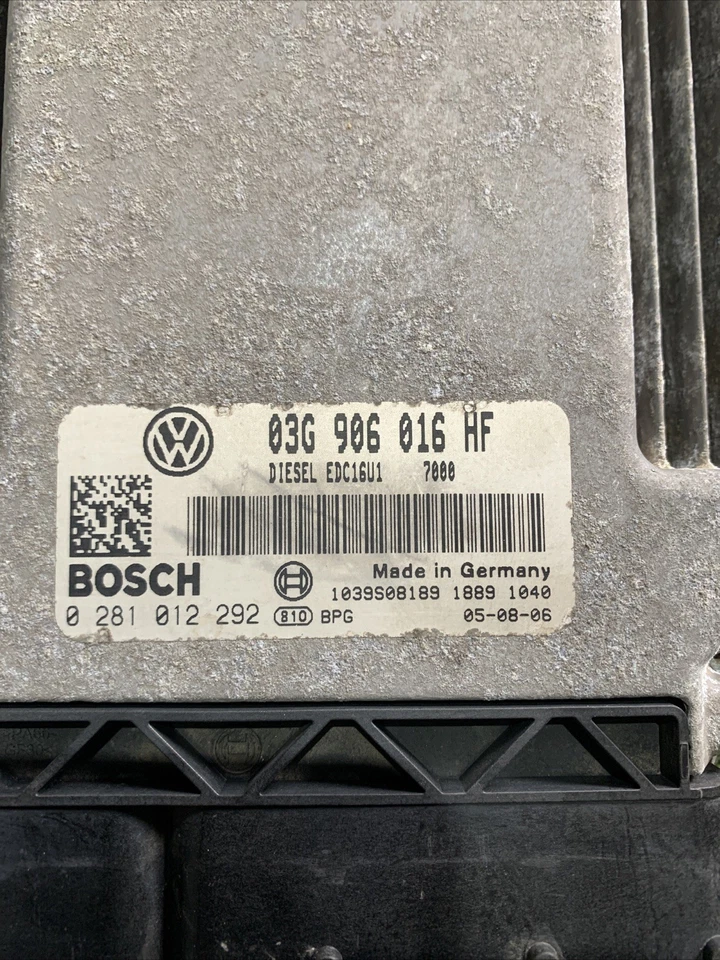 03G 906 016 HF
DIESEL EDC16U1 7000
BOSCH
Made in Germany
1039S08189 1889 1040
0 281 012 292 810 BPG 05-08-06